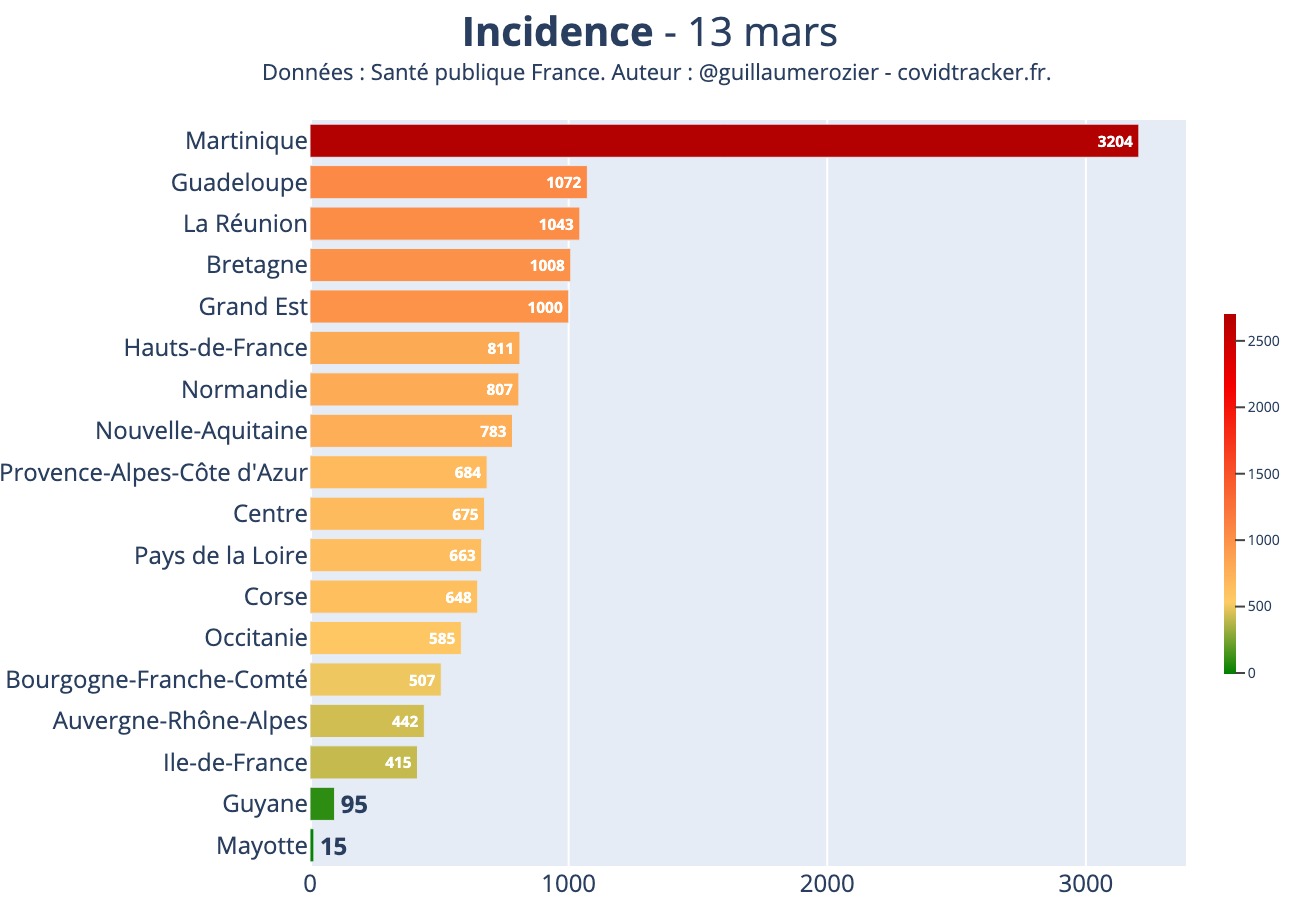 Incidence - 13 mars
Données : Santé publique France. Auteur : @guillaumerozier - covidtracker.fr.
Martinique 3204
Guadeloupe 1072
La Réunion 1043
Bretagne 1008
Grand Est 1000
Hauts-de-France 811
Normandie 807
Nouvelle-Aquitaine 783
Provence-Alpes-Côte d'Azur 684
Centre 675
Pays de la Loire 663
Corse 648
Occitanie 585
Bourgogne-Franche-Comté 507
Auvergne-Rhône-Alpes 442
Ile-de-France 415
Guyane 95
Mayotte 15
0 1000 2000 3000
2500
2000
1500
1000
500
0